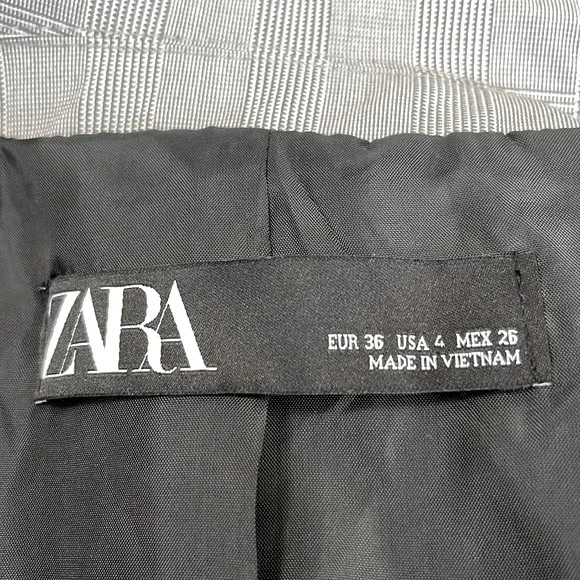 ZARA
EUR 36 USA 4 MEX 26
MADE IN VIETNAM